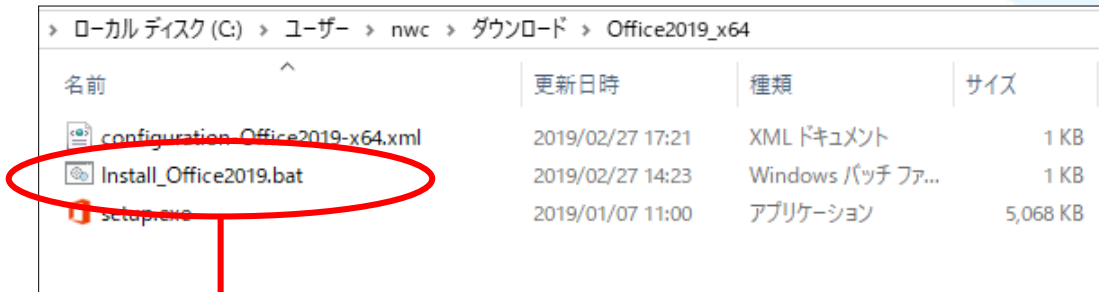 > ローカル ディスク (C:) > ユーザー > nwc > ダウンロード > Office2019_x64
名前 更新日時 種類 サイズ
configuration-Office2019-x64.xml 2019/02/27 17:21 XML ドキュメント 1 KB
Install_Office2019.bat 2019/02/27 14:23 Windows バッチ ファ... 1 KB
setup.exe 2019/01/07 11:00 アプリケーション 5,068 KB